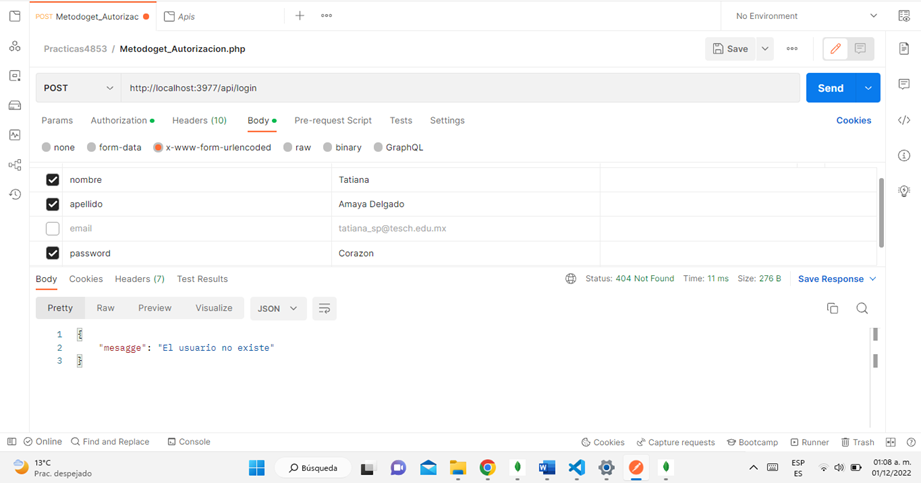 POST Metodoget_Autorizac Apis No Environment
Practicas4853 / Metodoget_Autorizacion.php Save
POST http://localhost:3977/api/login Send
Params Authorization Headers (10) Body Pre-request Script Tests Settings Cookies
none form-data x-www-form-urlencoded raw binary GraphQL
nombre Tatiana
apellido Amaya Delgado
email tatiana_sp@tesch.edu.mx
password Corazon
Body Cookies Headers (7) Test Results Status: 404 Not Found Time: 11 ms Size: 276 B Save Response
Pretty Raw Preview Visualize JSON
1 {
2 "mesagge": "El usuario no existe"
3 }
Online Find and Replace Console Cookies Capture requests Bootcamp Runner Trash
13°C
Prac. despejado
Búsqueda
ESP
ES
01:08 a. m.
01/12/2022